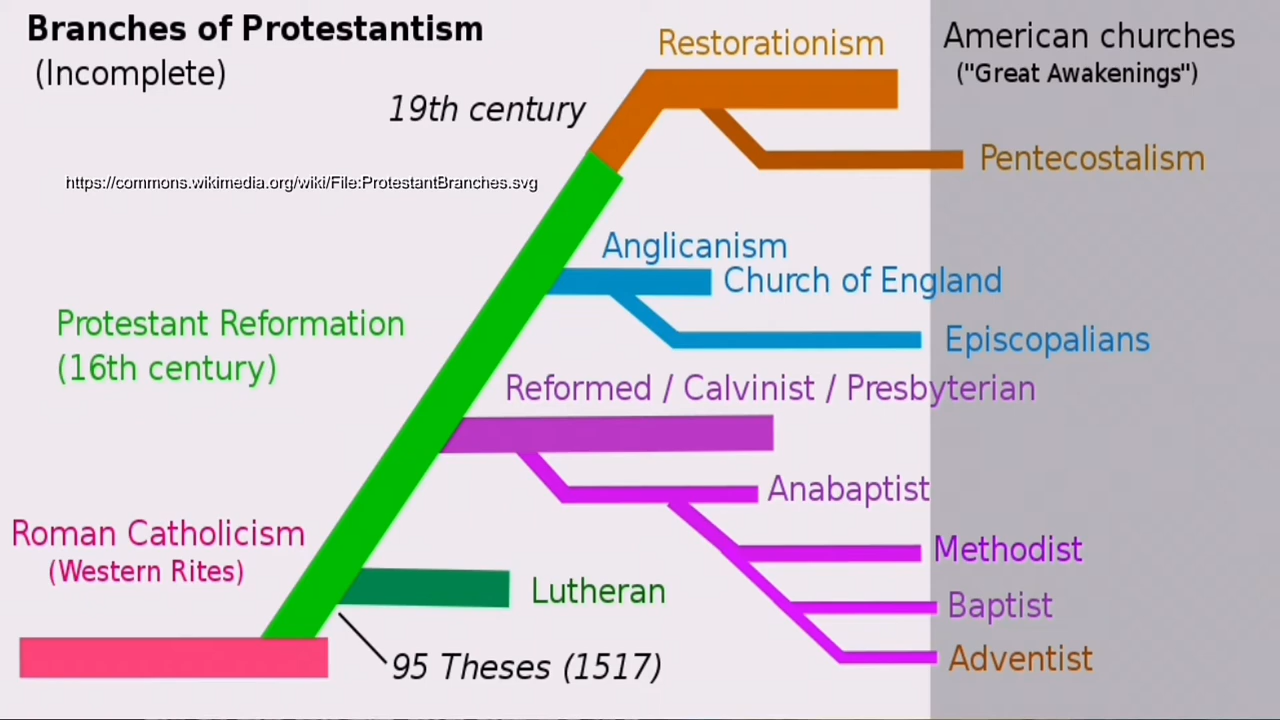 Branches of Protestantism
(Incomplete)
Restorationism
American churches
("Great Awakenings")
19th century
Pentecostalism
https://commons.wikimedia.org/wiki/File:ProtestantBranches.svg
Anglicanism
Church of England
Protestant Reformation
(16th century)
Episcopalians
Reformed / Calvinist / Presbyterian
Anabaptist
Roman Catholicism
(Western Rites)
Methodist
Lutheran
Baptist
95 Theses (1517)
Adventist